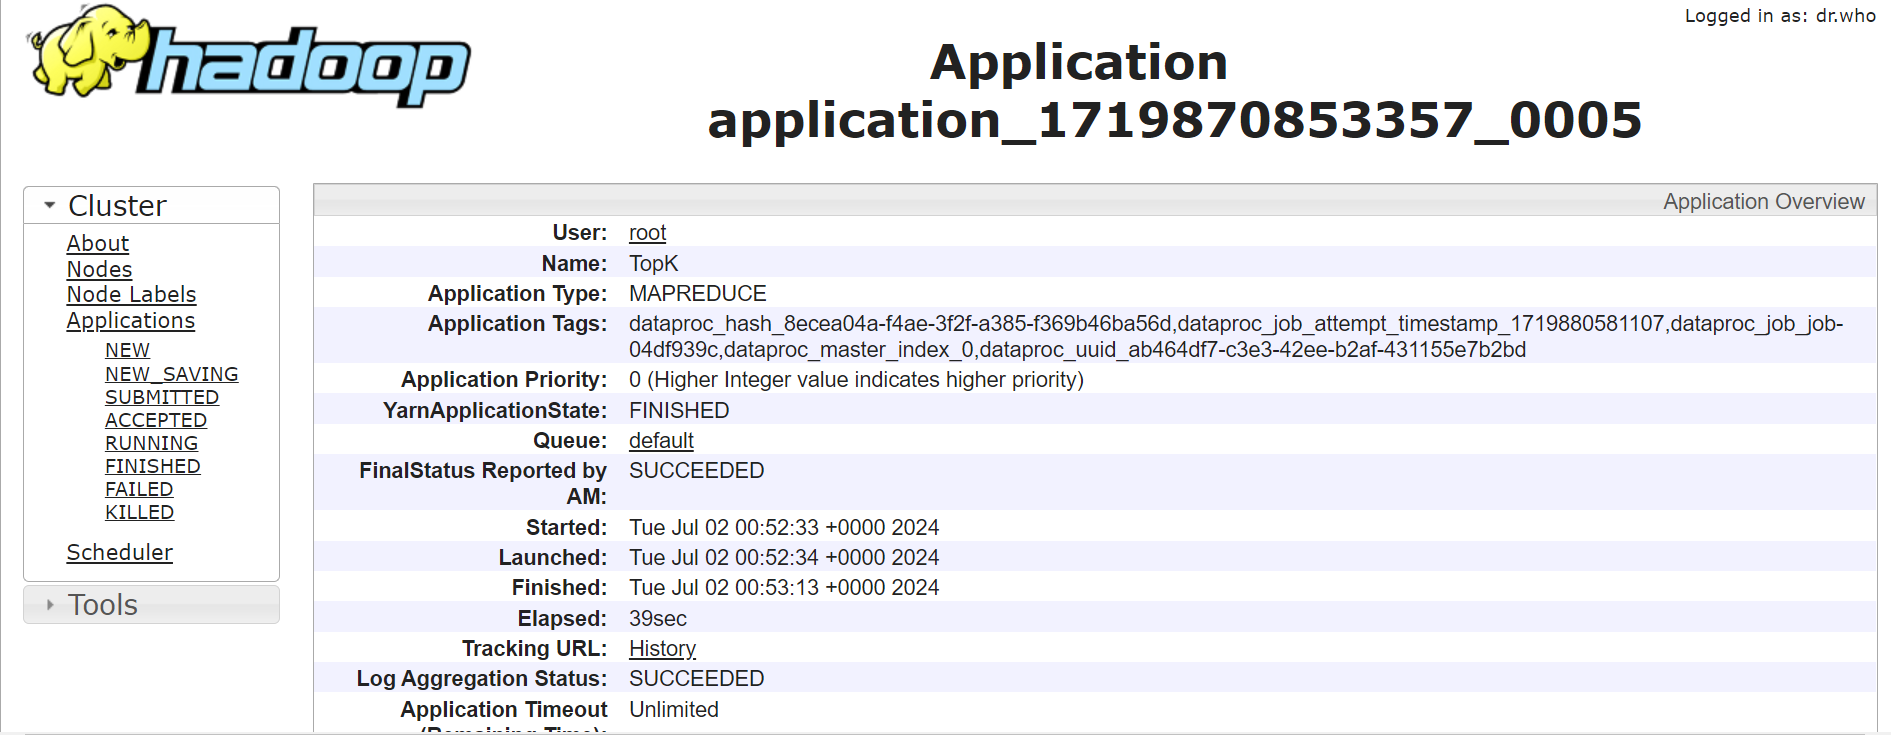 Logged in as: dr.who
hadoop
Application
application_1719870853357_0005
Cluster
About
Nodes
Node Labels
Applications
NEW
NEW_SAVING
SUBMITTED
ACCEPTED
RUNNING
FINISHED
FAILED
KILLED
Scheduler
Tools
Application Overview
User: root
Name: TopK
Application Type: MAPREDUCE
Application Tags: dataproc_hash_8ecea04a-f4ae-3f2f-a385-f369b46ba56d,dataproc_job_attempt_timestamp_1719880581107,dataproc_job_job-
04df939c,dataproc_master_index_0,dataproc_uuid_ab464df7-c3e3-42ee-b2af-431155e7b2bd
Application Priority: 0 (Higher Integer value indicates higher priority)
YarnApplicationState: FINISHED
Queue: default
FinalStatus Reported by SUCCEEDED
AM:
Started: Tue Jul 02 00:52:33 +0000 2024
Launched: Tue Jul 02 00:52:34 +0000 2024
Finished: Tue Jul 02 00:53:13 +0000 2024
Elapsed: 39sec
Tracking URL: History
Log Aggregation Status: SUCCEEDED
Application Timeout Unlimited
(Remaining Time):